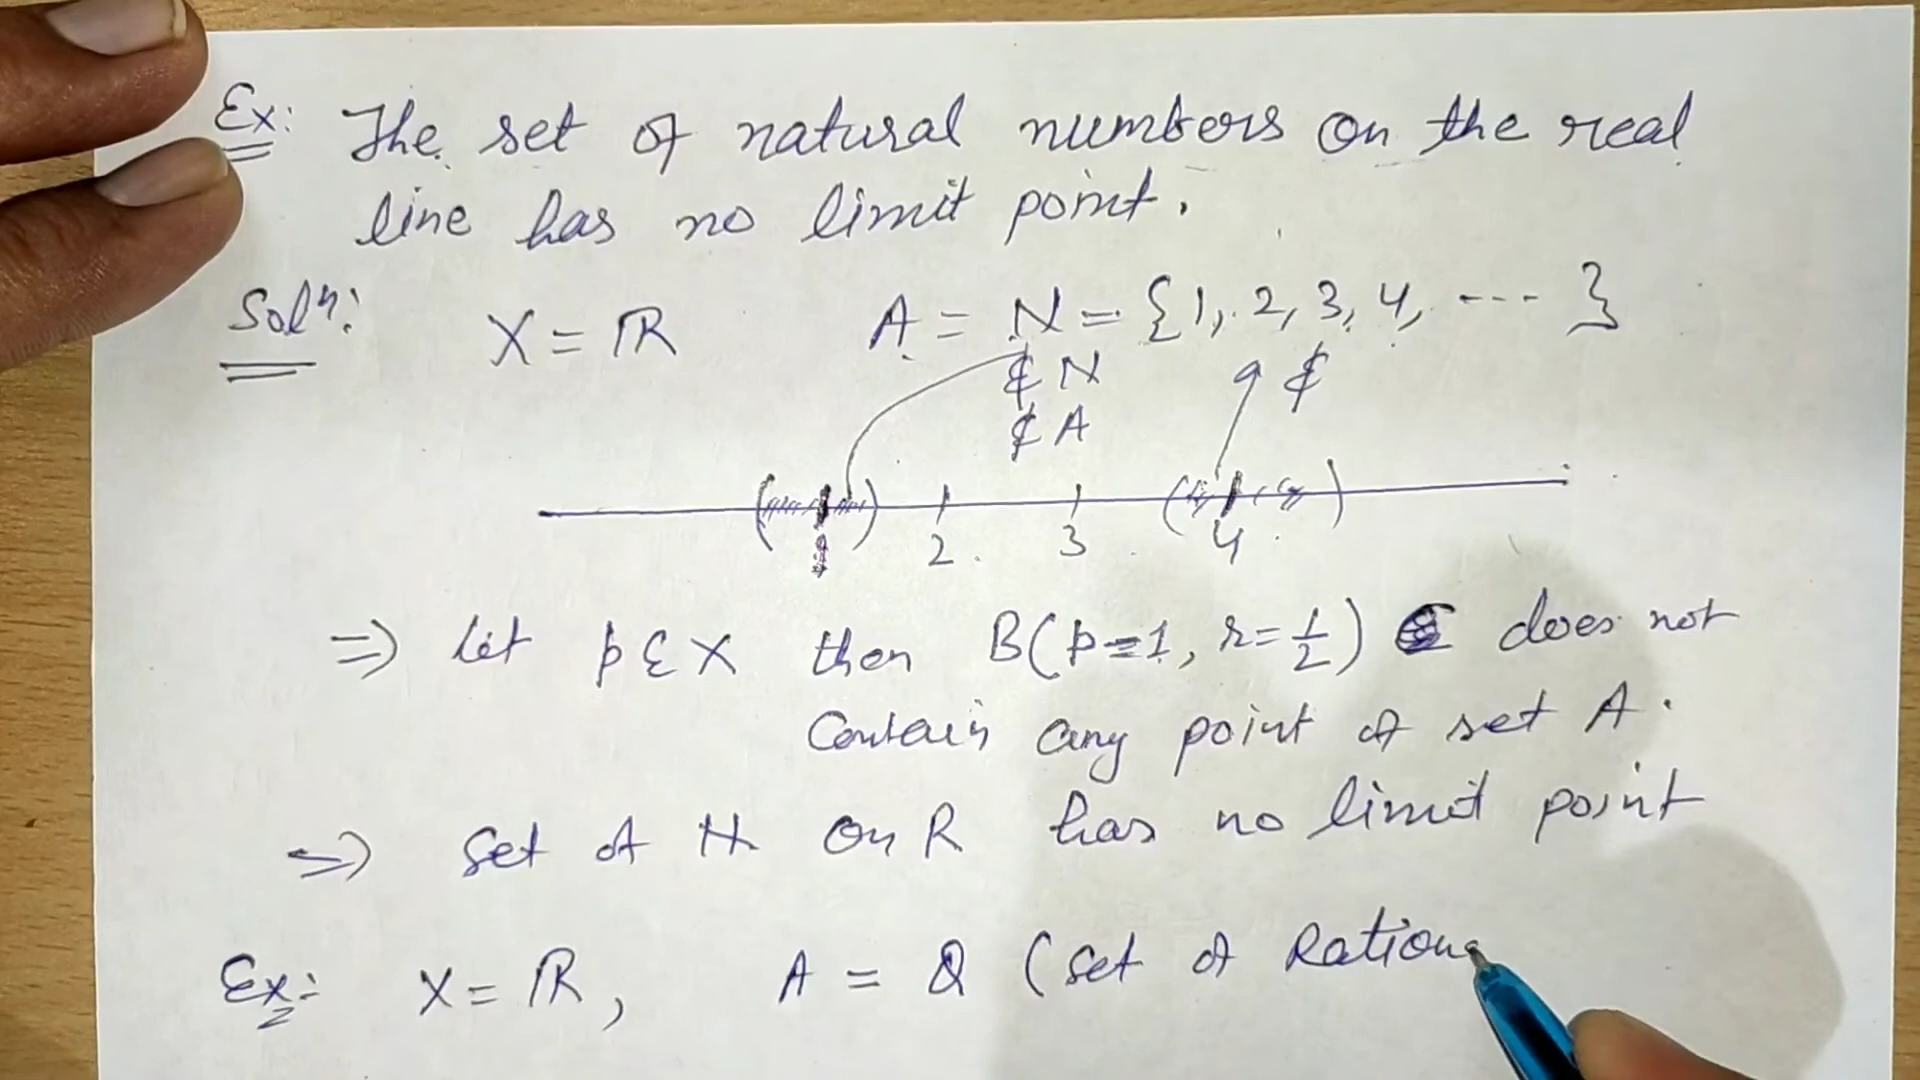 Ex: The set of natural numbers on the real
line has no limit point.
Solⁿ: X = ℝ A = N = {1, 2, 3, 4, --- }
∉ N ∉
∉ A
1 2 3 4
⇒ Let p ∈ X then B(p=1, r=1/2) does not
Contain any point of set A.
⇒ Set of N on R has no limit point
Ex: X = ℝ, A = Q (set of Ration